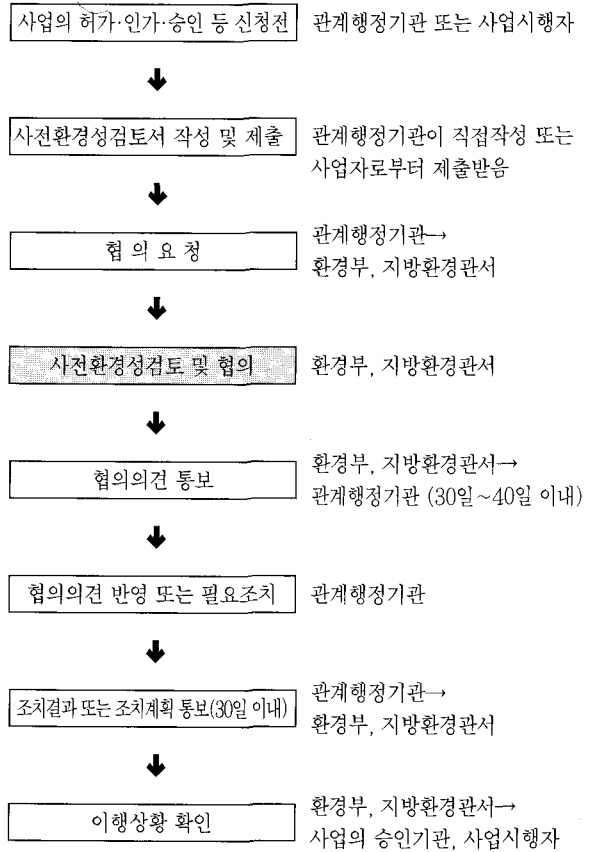 사업의 허가·인가·승인 등 신청전 관계행정기관 또는 사업시행자
사전환경성검토서 작성 및 제출 관계행정기관이 직접작성 또는
사업자로부터 제출받음
협 의 요 청 관계행정기관→
환경부, 지방환경관서
사전환경성검토 및 협의 환경부, 지방환경관서
협의의견 통보 환경부, 지방환경관서→
관계행정기관 (30일~40일 이내)
협의의견 반영 또는 필요조치 관계행정기관
조치결과 또는 조치계획 통보(30일 이내) 관계행정기관→
환경부, 지방환경관서
이행상황 확인 환경부, 지방환경관서→
사업의 승인기관, 사업시행자